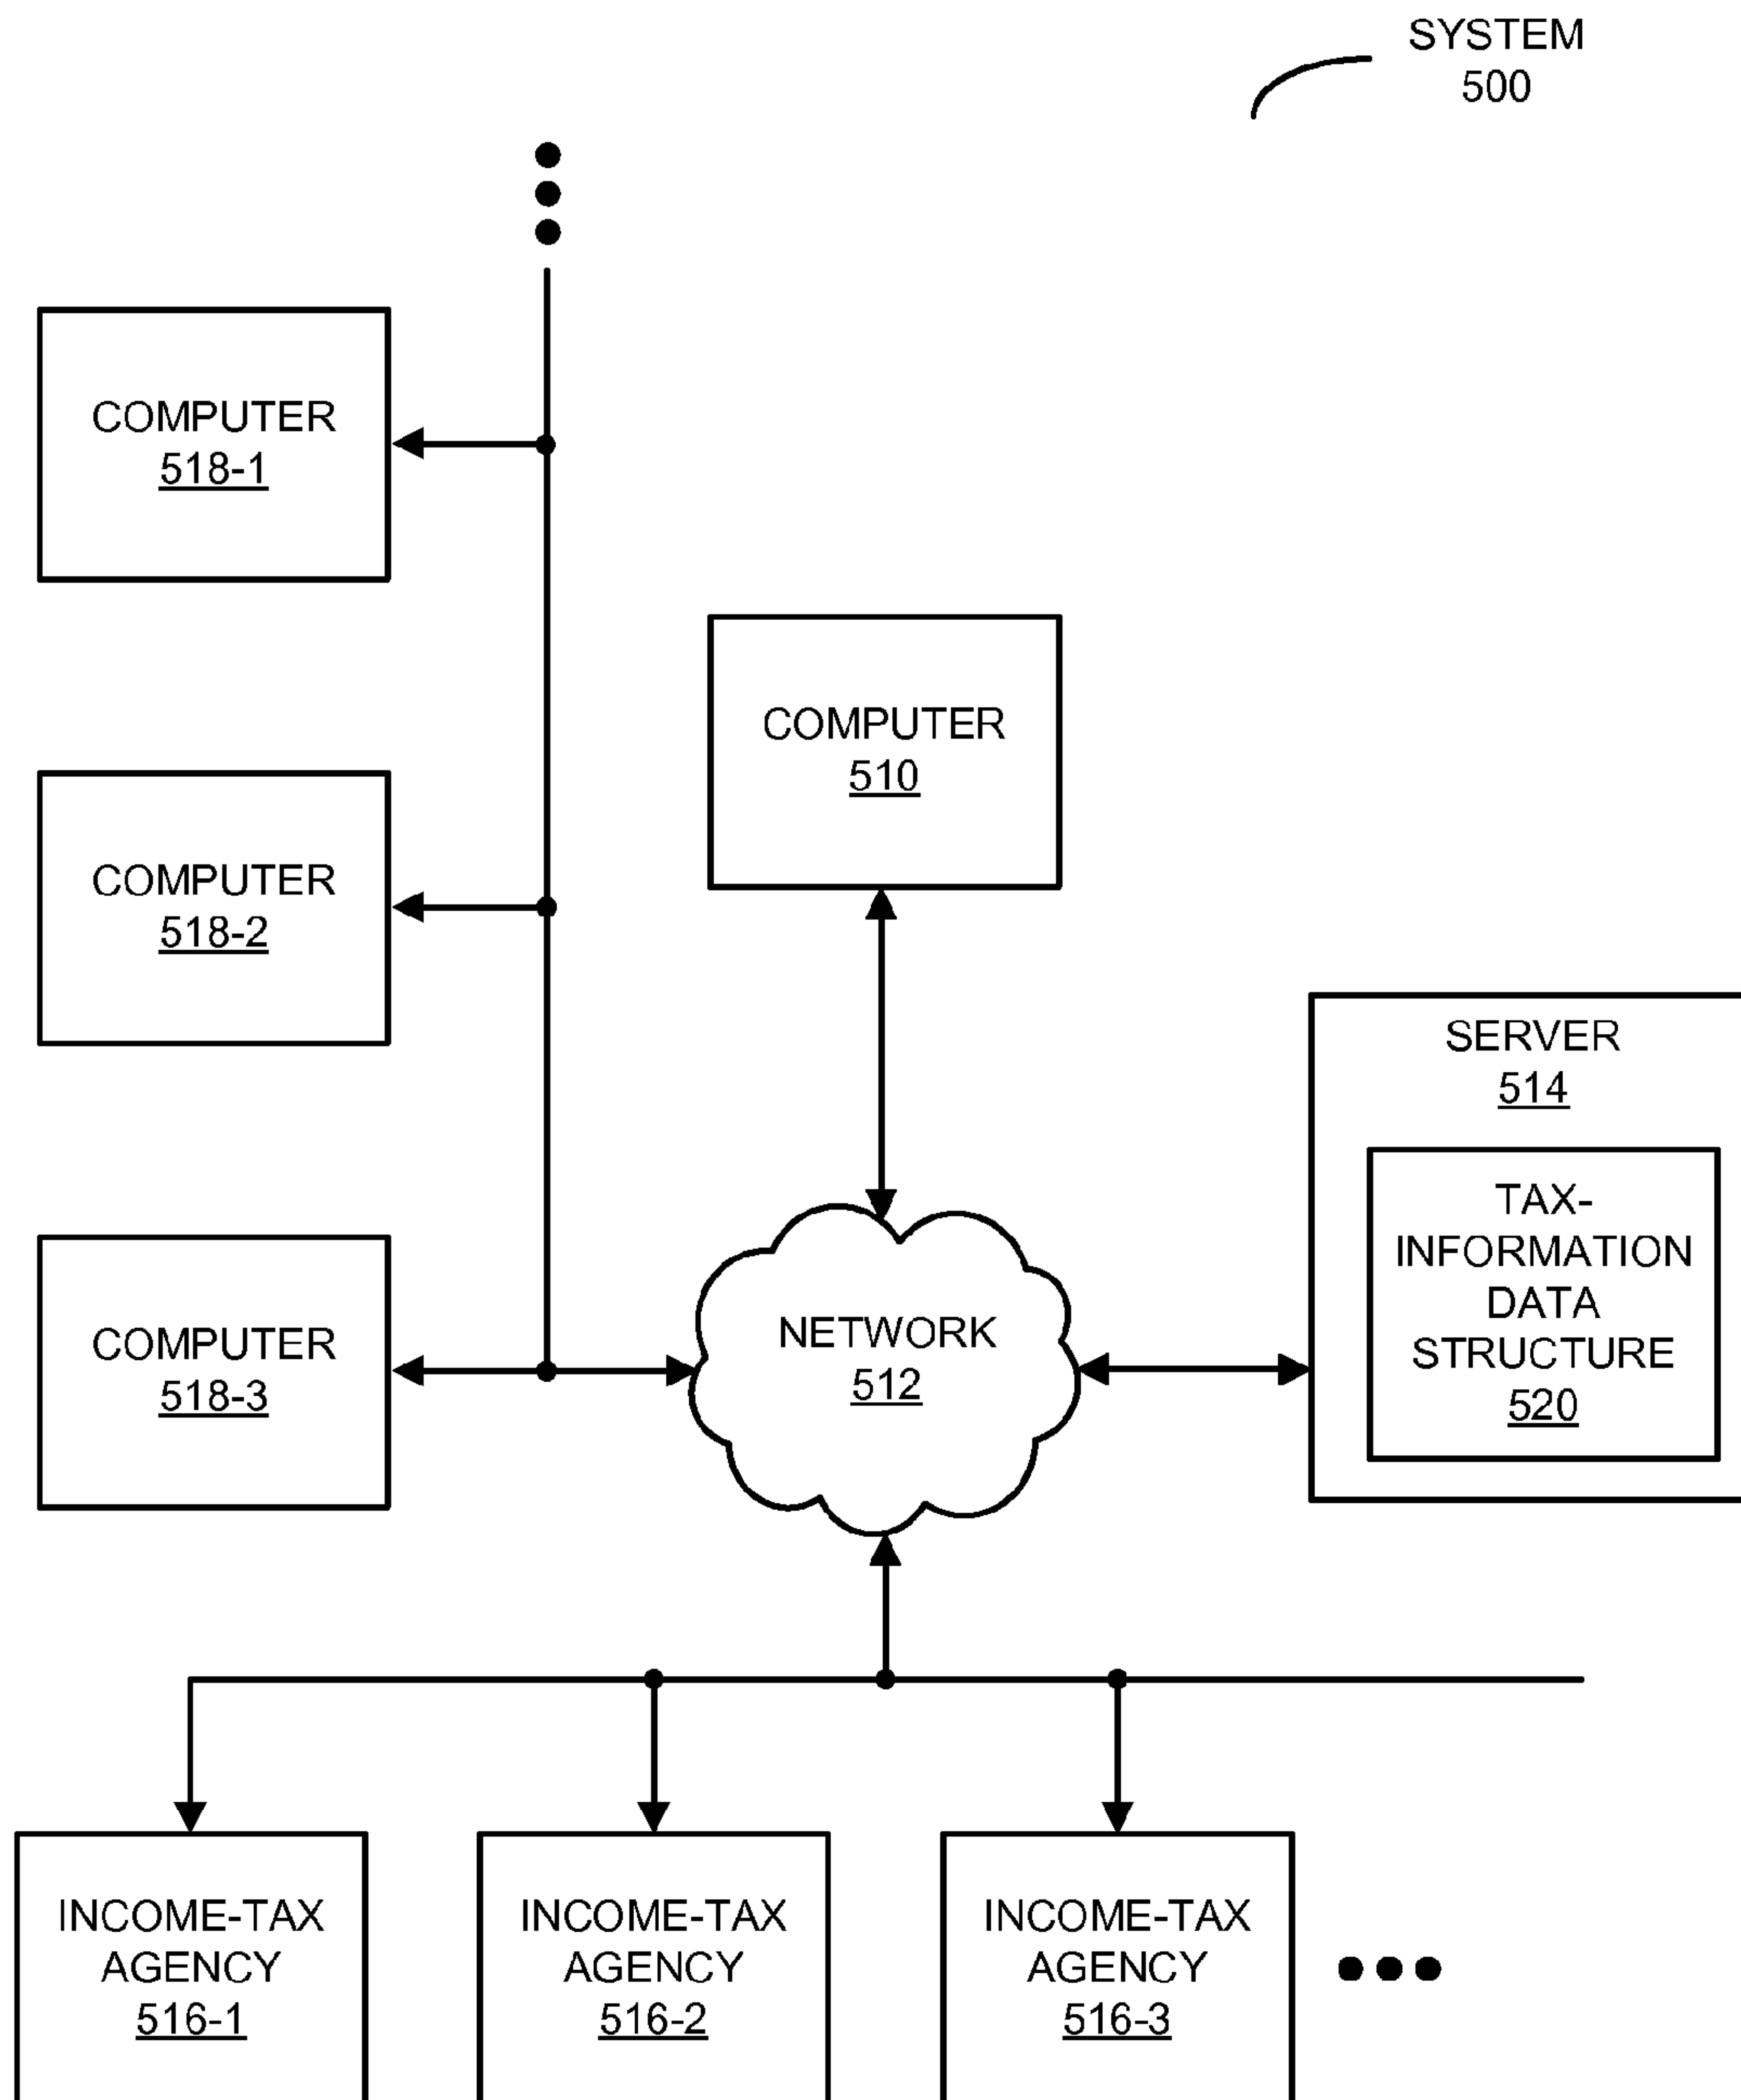 SYSTEM
500
COMPUTER
518-1
COMPUTER
510
COMPUTER
518-2
SERVER
514
TAX-
INFORMATION
DATA
STRUCTURE
520
COMPUTER
518-3
NETWORK
512
INCOME-TAX
AGENCY
516-1
INCOME-TAX
AGENCY
516-2
INCOME-TAX
AGENCY
516-3